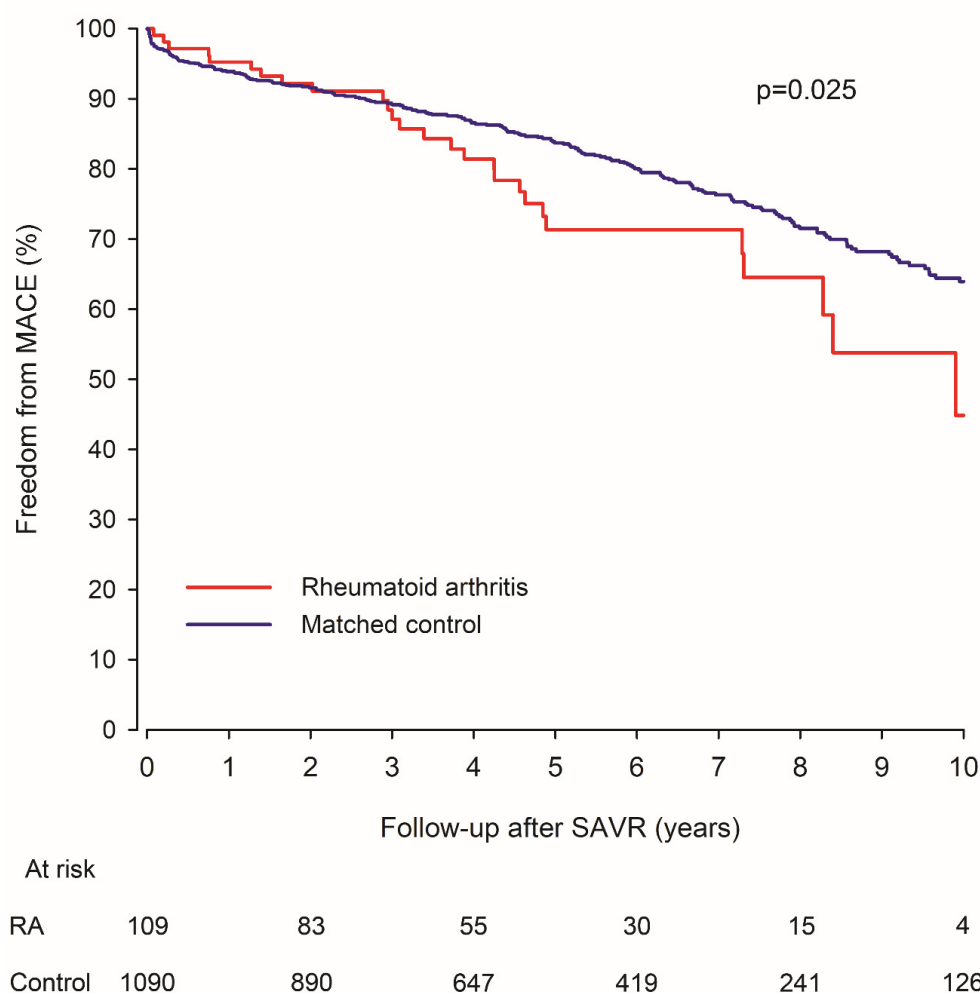 100
90
80
70
60
50
40
30
20
10
0
Freedom from MACE (%)
p=0.025
Rheumatoid arthritis
Matched control
0 1 2 3 4 5 6 7 8 9 10
Follow-up after SAVR (years)
At risk
RA 109 83 55 30 15 4
Control 1090 890 647 419 241 126